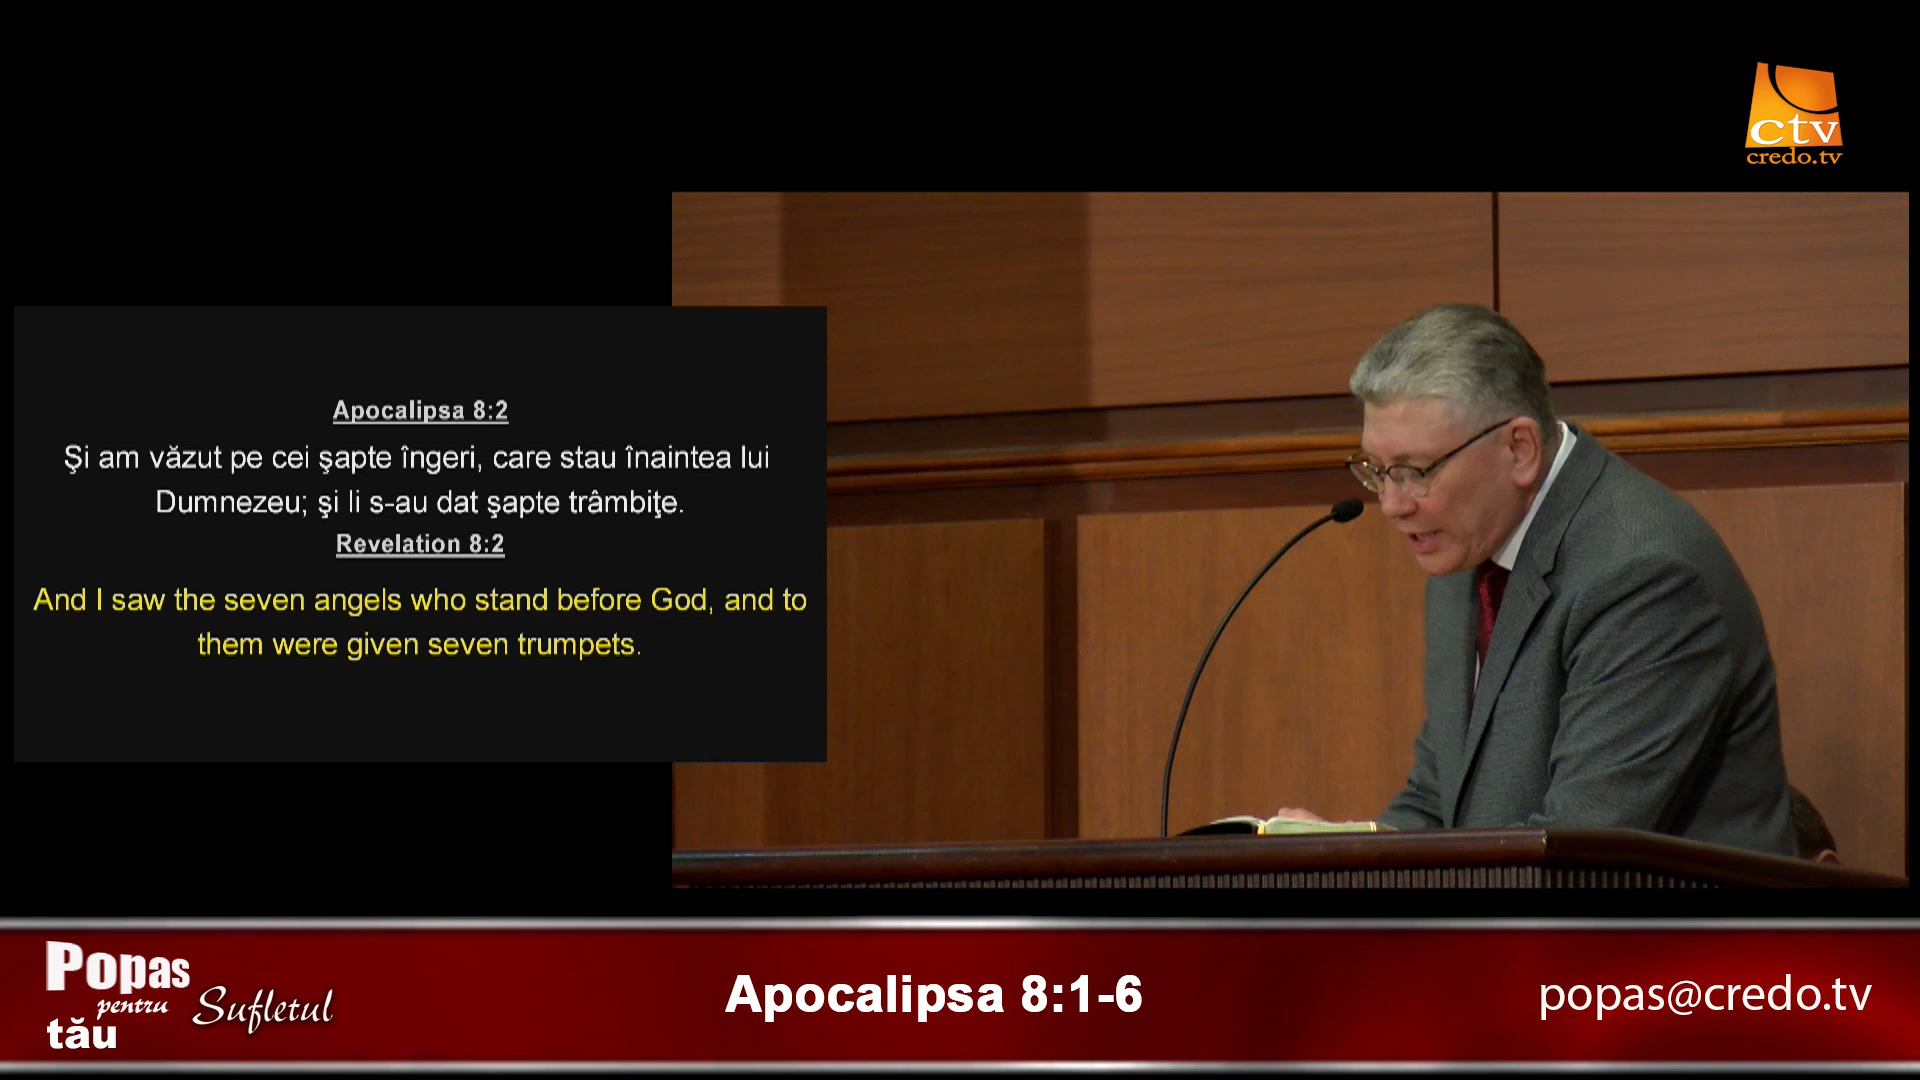 ctv
credo.tv
Apocalipsa 8:2
Şi am văzut pe cei şapte îngeri, care stau înaintea lui
Dumnezeu; şi li s-au dat şapte trâmbiţe.
Revelation 8:2
And I saw the seven angels who stand before God, and to
them were given seven trumpets.
Popas
pentru
tău Sufletul
Apocalipsa 8:1-6
popas@credo.tv